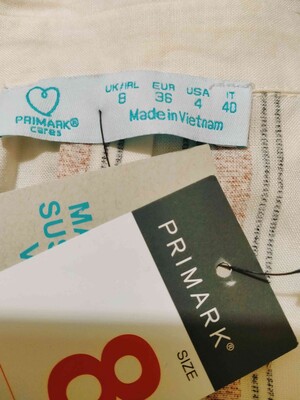 PRIMARK®
cares
UK/IRL EUR USA IT
8 36 4 40
Made in Vietnam
PRIMARK®
SIZE
8